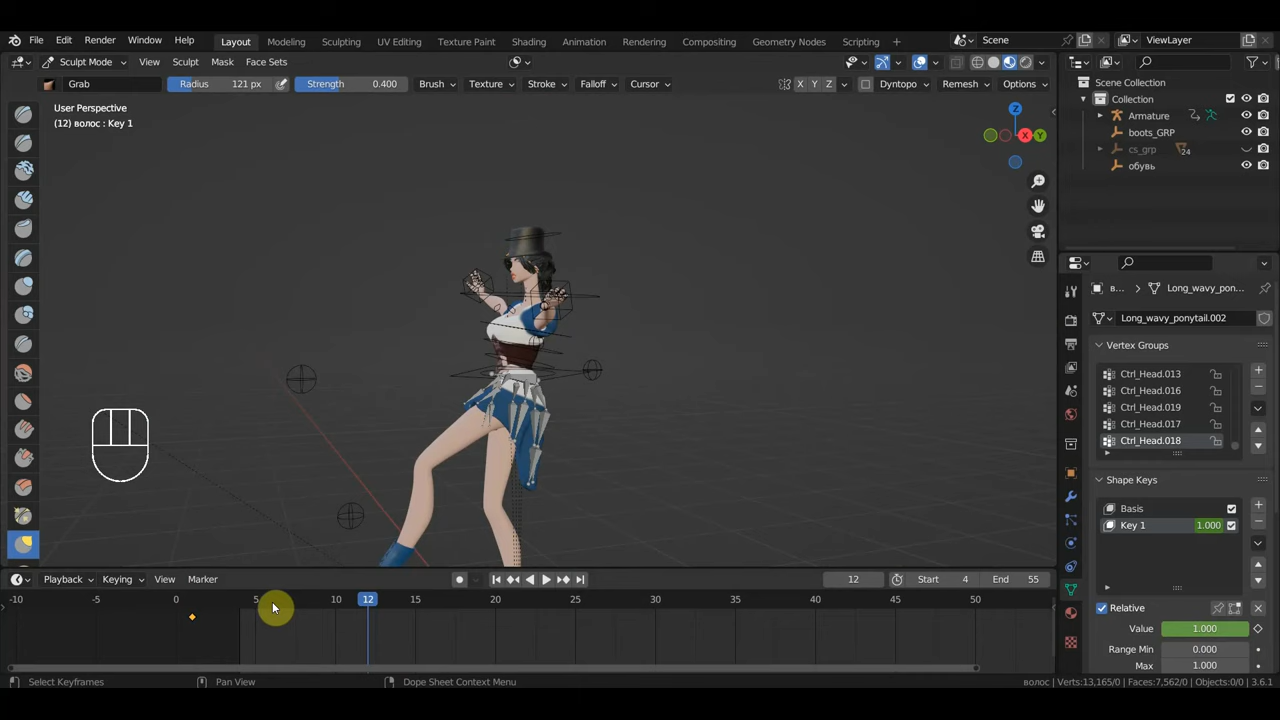 File Edit Render Window Help Layout Modeling Sculpting UV Editing Texture Paint Shading Animation Rendering Compositing Geometry Nodes Scripting + Scene ViewLayer
Sculpt Mode View Sculpt Mask Face Sets
Grab Radius 121 px Strength 0.400 Brush Texture Stroke Falloff Cursor X Y Z Dyntopo Remesh Options
User Perspective
(12) волос : Key 1
Z
X
Y
Scene Collection
Collection
Armature
boots_GRP
cs_grp 24
обувь
в... Long_wavy_pon...
Long_wavy_ponytail.002
Vertex Groups
Ctrl_Head.013
Ctrl_Head.016
Ctrl_Head.019
Ctrl_Head.017
Ctrl_Head.018
Shape Keys
Basis
Key 1 1.000
Relative
Value 1.000
Range Min 0.000
Max 1.000
Playback Keying View Marker 12 Start 4 End 55
-10 -5 0 5 10 12 15 20 25 30 35 40 45 50
Select Keyframes Pan View Dope Sheet Context Menu волос | Verts:13,165/0 | Faces:7,562/0 | Objects:0/0 | 3.6.1